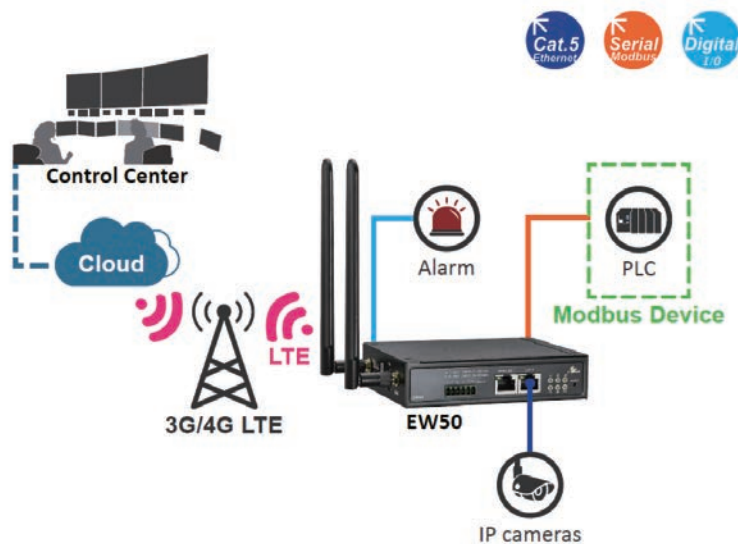 Cat.5
Ethernet
Serial
Modbus
Digital
I/O
Control Center
Cloud
Alarm
PLC
Modbus Device
LTE
3G/4G LTE
EW50
IP cameras